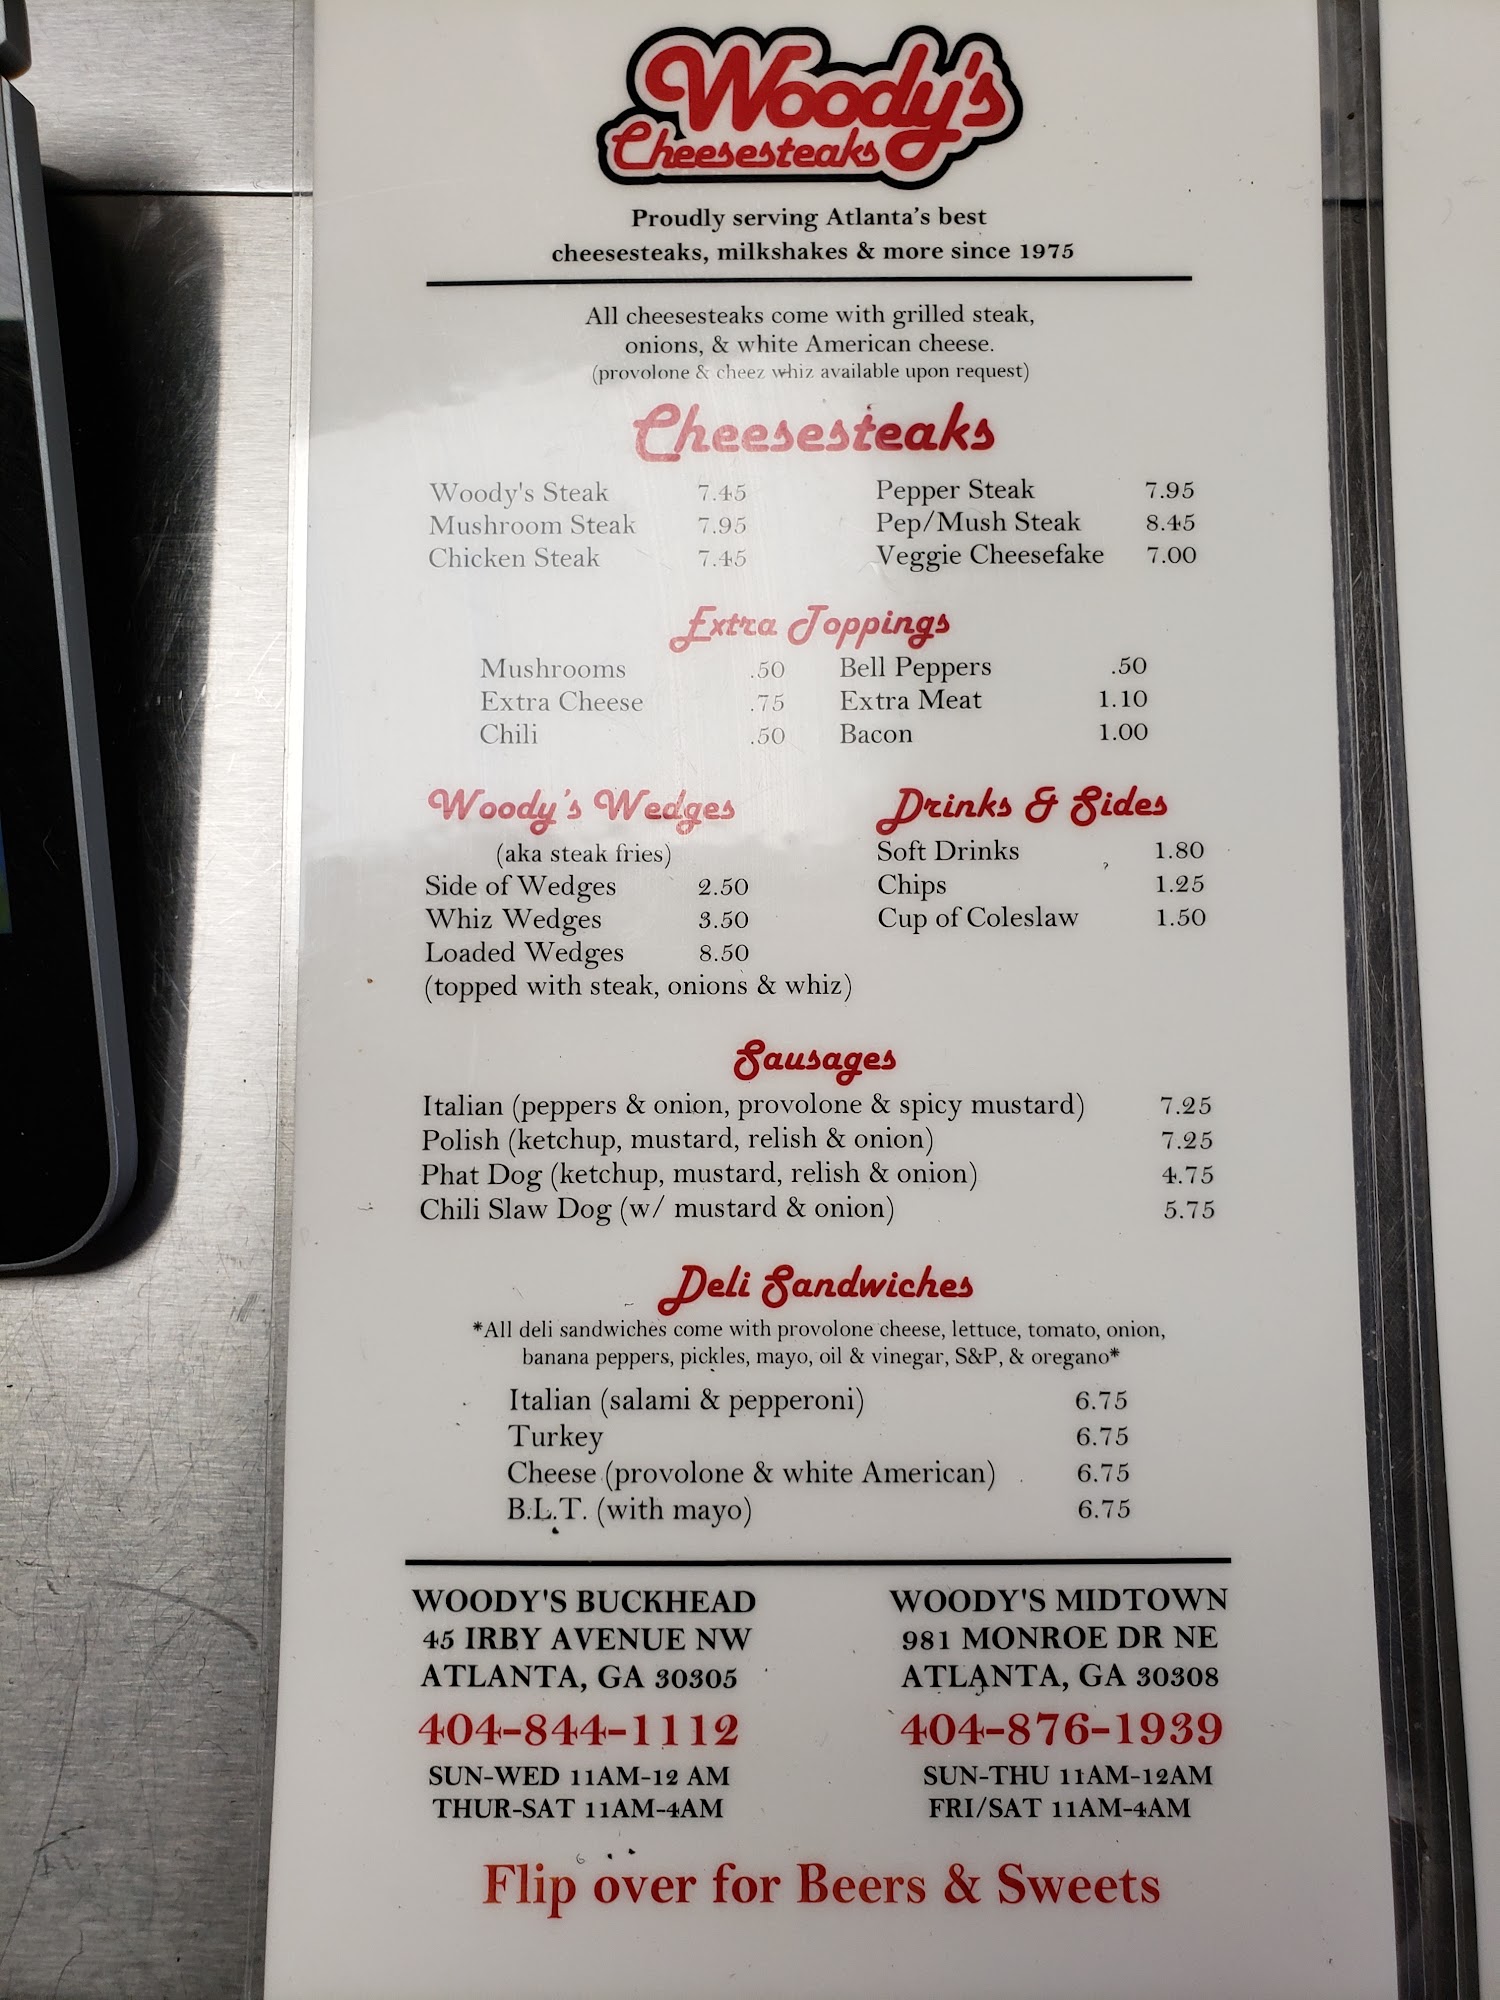 Woody's
Cheesesteaks
Proudly serving Atlanta's best
cheesesteaks, milkshakes & more since 1975
All cheesesteaks come with grilled steak,
onions, & white American cheese.
(provolone & cheez whiz available upon request)
Cheesesteaks
Woody's Steak 7.45 Pepper Steak 7.95
Mushroom Steak 7.95 Pep/Mush Steak 8.45
Chicken Steak 7.45 Veggie Cheesefake 7.00
Extra Toppings
Mushrooms .50 Bell Peppers .50
Extra Cheese .75 Extra Meat 1.10
Chili .50 Bacon 1.00
Woody's Wedges
(aka steak fries)
Side of Wedges 2.50
Whiz Wedges 3.50
Loaded Wedges 8.50
(topped with steak, onions & whiz)
Drinks & Sides
Soft Drinks 1.80
Chips 1.25
Cup of Coleslaw 1.50
Sausages
Italian (peppers & onion, provolone & spicy mustard) 7.25
Polish (ketchup, mustard, relish & onion) 7.25
Phat Dog (ketchup, mustard, relish & onion) 4.75
Chili Slaw Dog (w/ mustard & onion) 5.75
Deli Sandwiches
*All deli sandwiches come with provolone cheese, lettuce, tomato, onion,
banana peppers, pickles, mayo, oil & vinegar, S&P, & oregano*
Italian (salami & pepperoni) 6.75
Turkey 6.75
Cheese (provolone & white American) 6.75
B.L.T. (with mayo) 6.75
WOODY'S BUCKHEAD
45 IRBY AVENUE NW
ATLANTA, GA 30305
404-844-1112
SUN-WED 11AM-12 AM
THUR-SAT 11AM-4AM
WOODY'S MIDTOWN
981 MONROE DR NE
ATLANTA, GA 30308
404-876-1939
SUN-THU 11AM-12AM
FRI/SAT 11AM-4AM
Flip over for Beers & Sweets